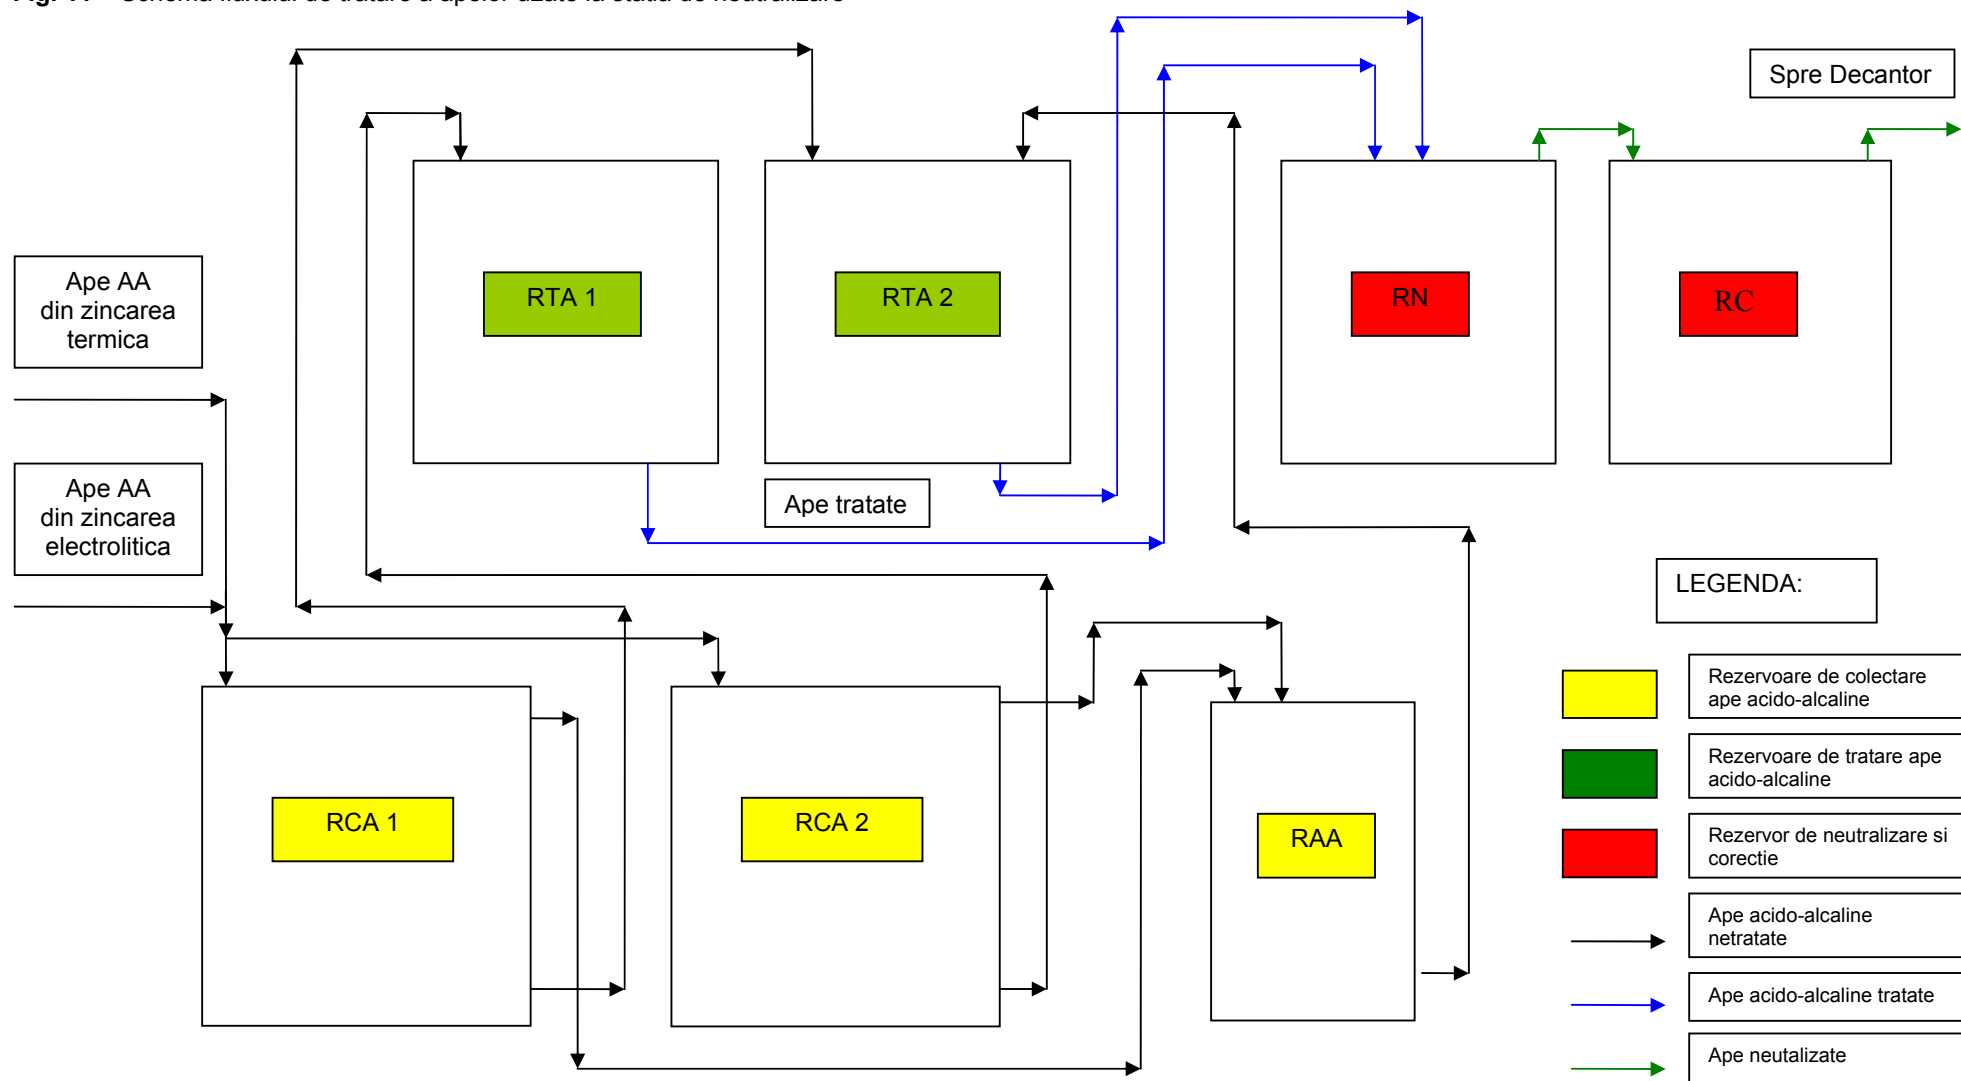 Spre Decantor
RTA 1
RTA 2
RN
RC
Ape AA
din zincarea
termica
Ape AA
din zincarea
electrolitica
Ape tratate
LEGENDA:
RCA 1
RCA 2
RAA
Rezervoare de colectare
ape acido-alcaline
Rezervoare de tratare ape
acido-alcaline
Rezervor de neutralizare si
corectie
Ape acido-alcaline
netratate
Ape acido-alcaline tratate
Ape neutalizate